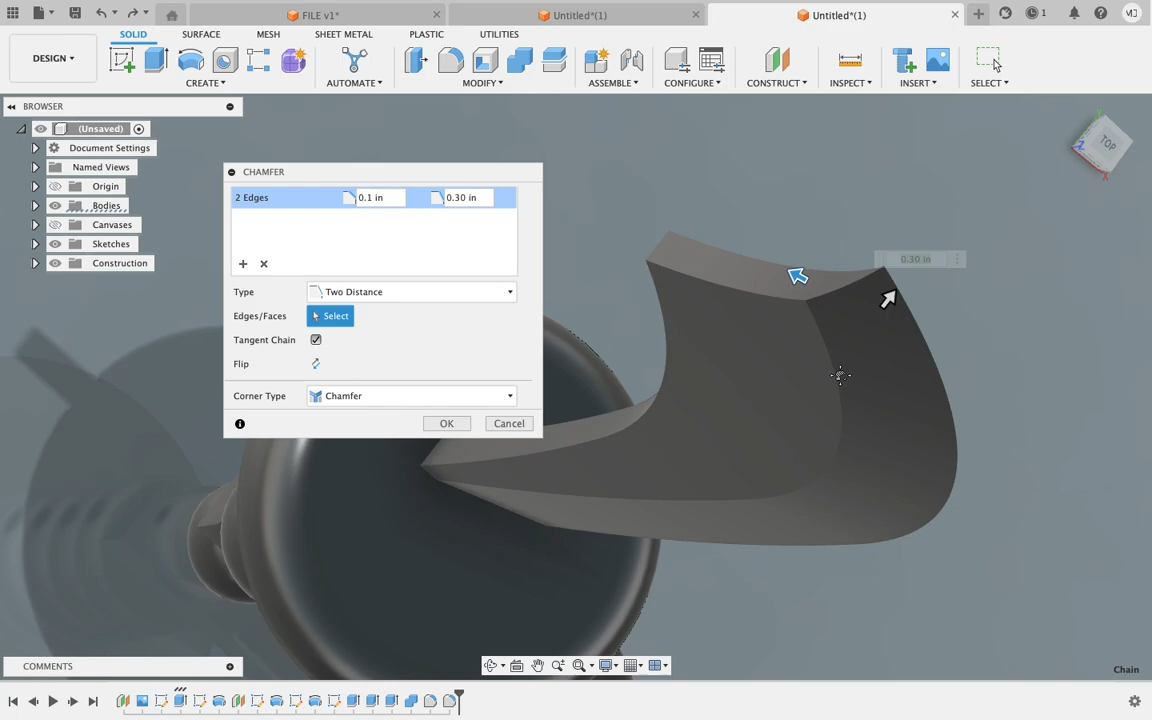 FILE v1*
Untitled*(1)
Untitled*(1)
1
MJ
DESIGN
SOLID
SURFACE
MESH
SHEET METAL
PLASTIC
UTILITIES
CREATE
AUTOMATE
MODIFY
ASSEMBLE
CONFIGURE
CONSTRUCT
INSPECT
INSERT
SELECT
BROWSER
(Unsaved)
Document Settings
Named Views
Origin
Bodies
Canvases
Sketches
Construction
CHAMFER
2 Edges 0.1 in 0.30 in
Type Two Distance
Edges/Faces Select
Tangent Chain
Flip
Corner Type Chamfer
OK Cancel
0.30 in
TOP
Y
Z
X
COMMENTS
Chain